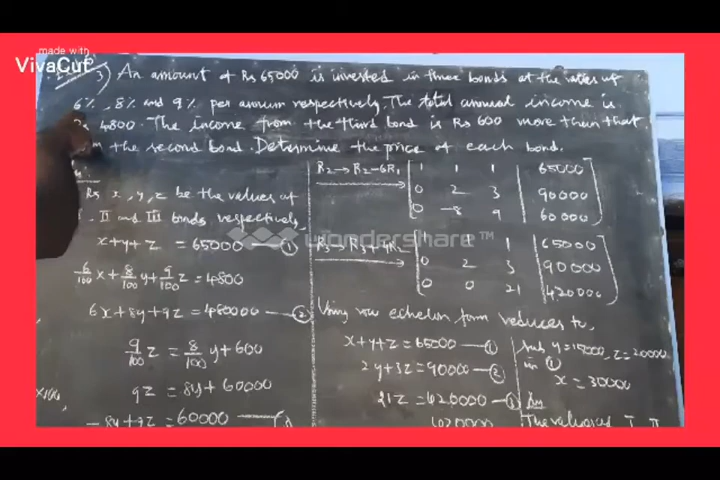 made with
VivaCut
3) An amount of Rs 65000 is invested in three bonds at the rates of
6%, 8% and 9% per annum respectively. The total annual income is
4800. The income from the third bond is Rs 600 more than that
the second bond. Determine the price of each bond.
Rs x, y, z be the values of
II and III bonds respectively
x+y+z = 65000 — ①
6/100 x + 8/100 y + 9/100 z = 4800
6x+8y+9z = 480000 — ②
9/100 z = 8/100 y + 600
×100
9z = 8y + 60000
-8y+9z = 60000
R2 → R2-6R1
1 1 1 | 65000
0 2 3 | 90000
0 -8 9 | 60000
wondershare™
R3 → R3+4R2
1 1 1 | 65000
0 2 3 | 90000
0 0 21 | 420000
Using row echelon form reduces to
x+y+z = 65000 — ①
2y+3z = 90000 — ②
21z = 420000 — ③
y = 15000, z = 20000
in ①
x = 30000
The values I, II